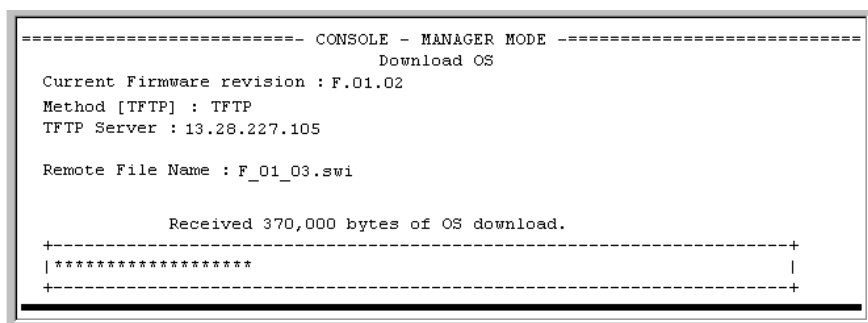 ==========================- CONSOLE - MANAGER MODE -============================
Download OS
Current Firmware revision : F.01.02
Method [TFTP] : TFTP
TFTP Server : 13.28.227.105
Remote File Name : F_01_03.swi
Received 370,000 bytes of OS download.
+-----------------------------------------------------------------------+
|******************* |
+-----------------------------------------------------------------------+